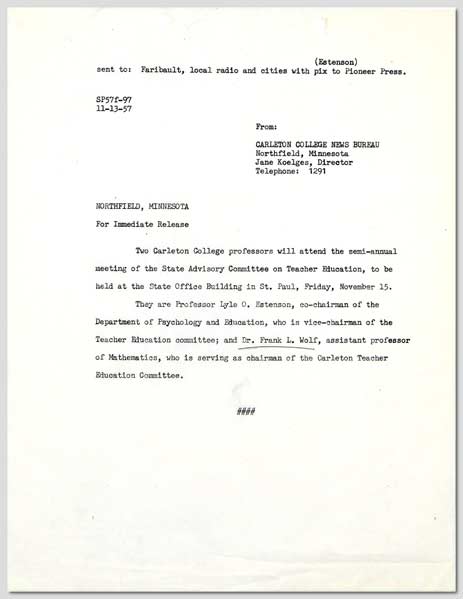 (Estenson)
sent to: Faribault, local radio and cities with pix to Pioneer Press.
SP57f-97
11-13-57
From:
CARLETON COLLEGE NEWS BUREAU
Northfield, Minnesota
Jane Koelges, Director
Telephone: 1291
NORTHFIELD, MINNESOTA
For Immediate Release
Two Carleton College professors will attend the semi-annual
meeting of the State Advisory Committee on Teacher Education, to be
held at the State Office Building in St. Paul, Friday, November 15.
They are Professor Lyle O. Estenson, co-chairman of the
Department of Psychology and Education, who is vice-chairman of the
Teacher Education committee; and Dr. Frank L. Wolf, assistant professor
of Mathematics, who is serving as chairman of the Carleton Teacher
Education Committee.
####